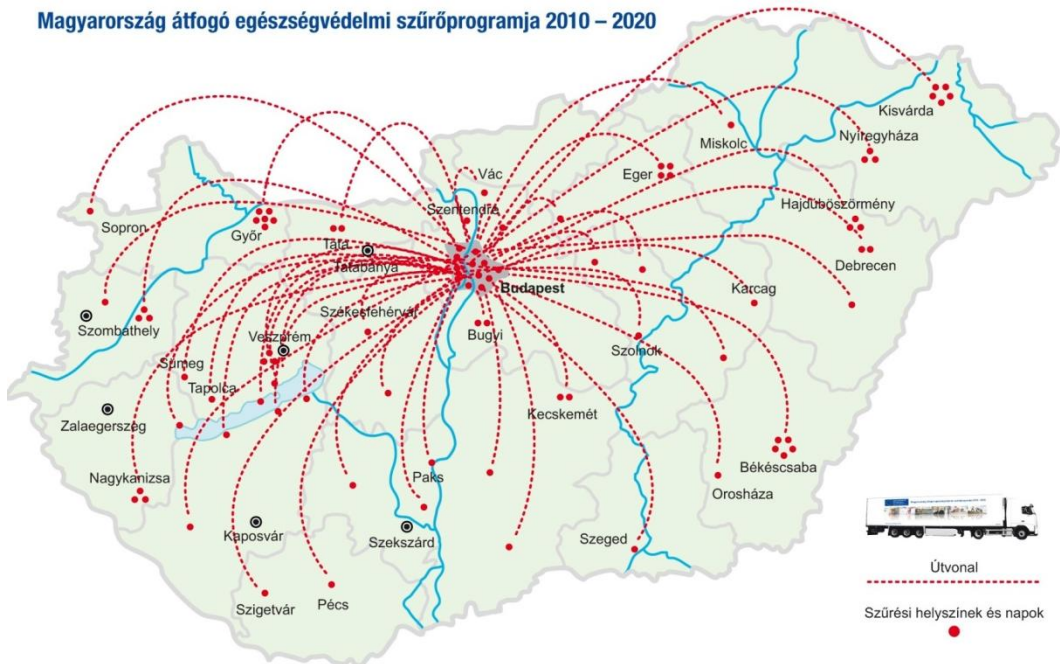 Magyarország átfogó egészségvédelmi szűrőprogramja 2010 – 2020
Kisvárda
Miskolc
Nyíregyháza
Vác
Eger
Szentendre
Hajdúböszörmény
Sopron
Győr
Tata
Tatabánya
Debrecen
Budapest
Karcag
Székesfehérvár
Szombathely
Bugyi
Veszprém
Szolnok
Sümeg
Tapolca
Kecskemét
Zalaegerszeg
Békéscsaba
Nagykanizsa
Paks
Orosháza
Kaposvár
Szekszárd
Szeged
Útvonal
Szigetvár
Pécs
Szűrési helyszínek és napok